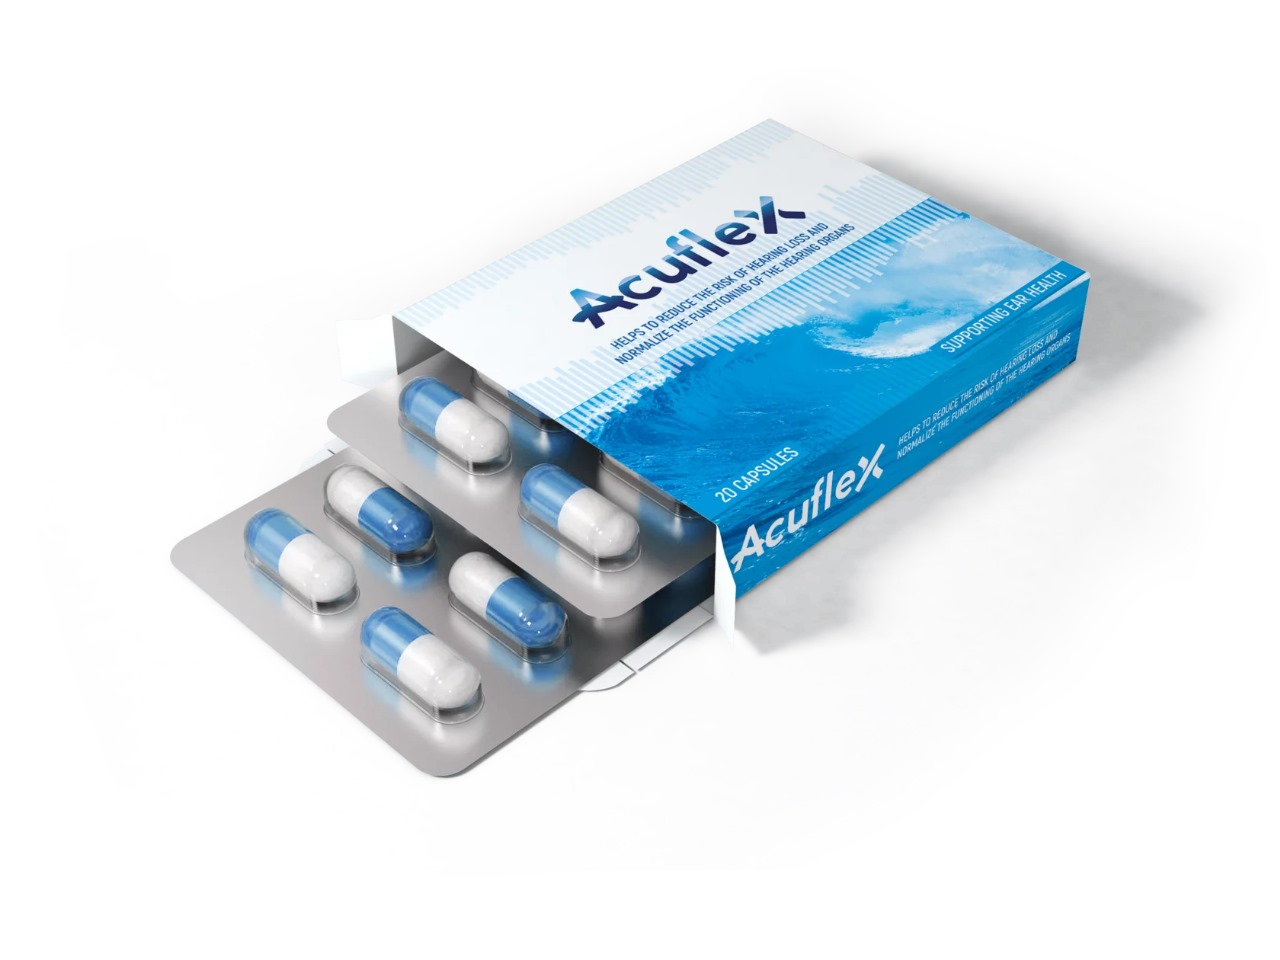 Acuflex
HELPS TO REDUCE THE RISK OF HEARING LOSS AND
NORMALIZE THE FUNCTIONING OF THE HEARING ORGANS
SUPPORTING EAR HEALTH
20 CAPSULES
Acuflex
HELPS TO REDUCE THE RISK OF HEARING LOSS AND
NORMALIZE THE FUNCTIONING OF THE HEARING ORGANS